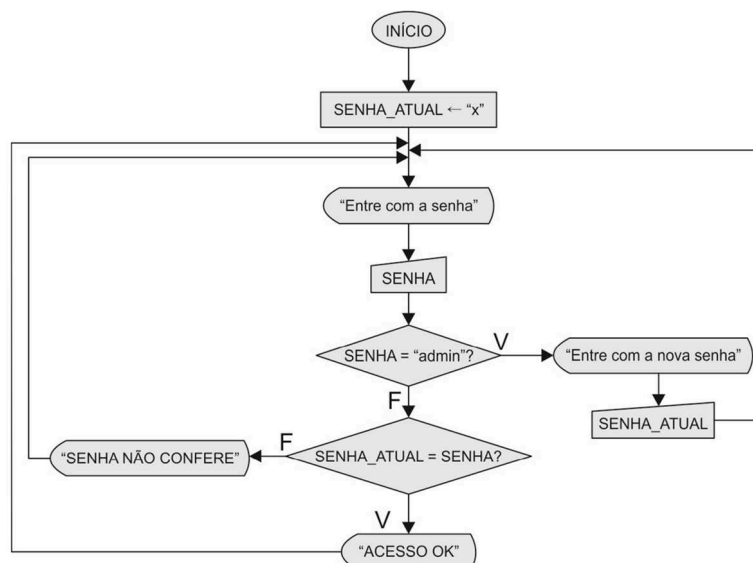 INÍCIO
SENHA_ATUAL ← “x”
“Entre com a senha”
SENHA
SENHA = “admin”?
V
“Entre com a nova senha”
F
SENHA_ATUAL
“SENHA NÃO CONFERE”
F
SENHA_ATUAL = SENHA?
V
“ACESSO OK”